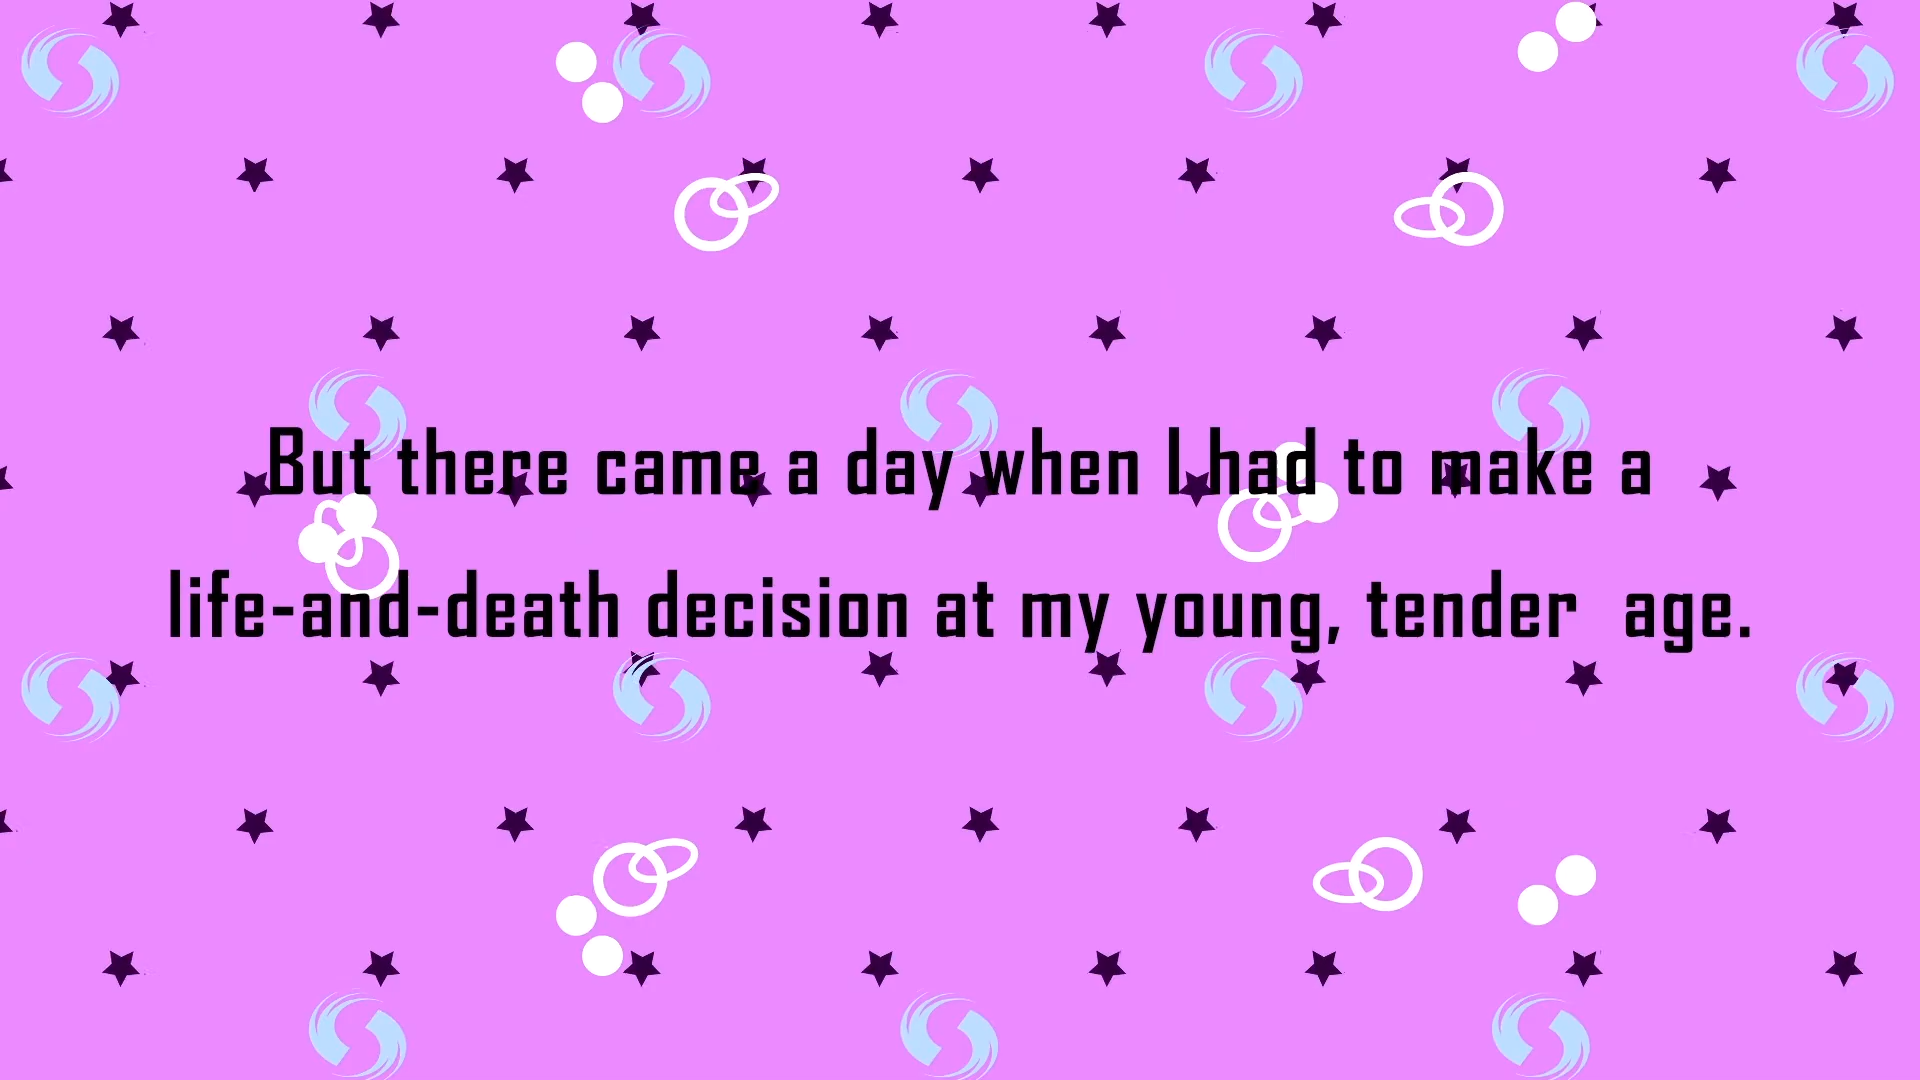 But there came a day when I had to make a
life-and-death decision at my young, tender  age.